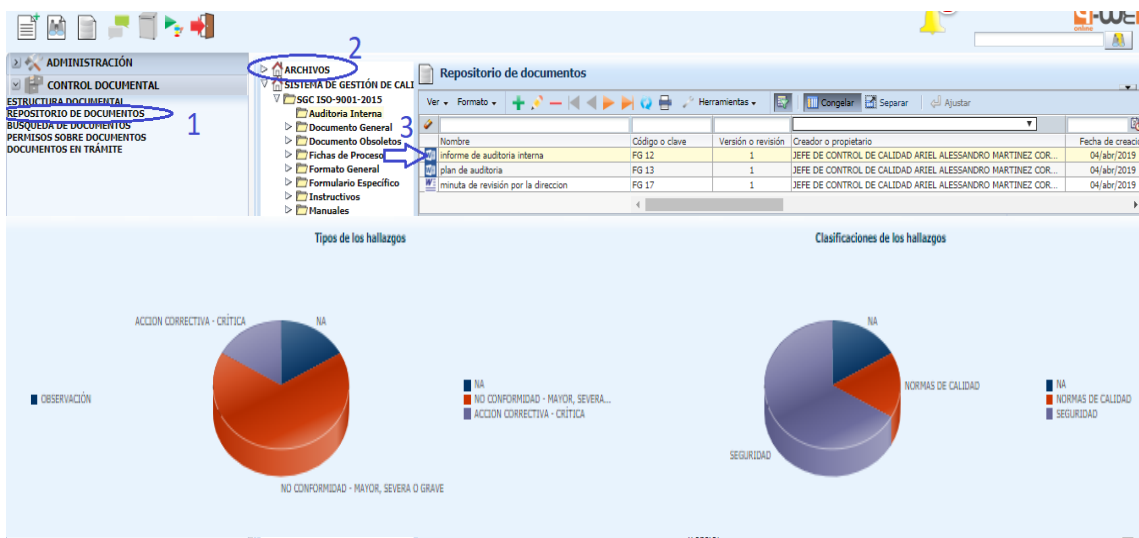 -WEB
online
ADMINISTRACIÓN
CONTROL DOCUMENTAL
ESTRUCTURA DOCUMENTAL
REPOSITORIO DE DOCUMENTOS
BUSQUEDA DE DOCUMENTOS
PERMISOS SOBRE DOCUMENTOS
DOCUMENTOS EN TRÁMITE
1
2
ARCHIVOS
SISTEMA DE GESTIÓN DE CALI
SGC ISO-9001-2015
Auditoria Interna
Documento General
Documento Obsoletos
Fichas de Proceso
Formato General
Formulario Específico
Instructivos
Manuales
3
Repositorio de documentos
Ver Formato Herramientas Congelar Separar Ajustar
Nombre Código o clave Versión o revisión Creador o propietario Fecha de creació
informe de auditoria interna FG 12 1 JEFE DE CONTROL DE CALIDAD ARIEL ALESSANDRO MARTINEZ COR... 04/abr/2019
plan de auditoria FG 13 1 JEFE DE CONTROL DE CALIDAD ARIEL ALESSANDRO MARTINEZ COR... 04/abr/2019
minuta de revisión por la direccion FG 17 1 JEFE DE CONTROL DE CALIDAD ARIEL ALESSANDRO MARTINEZ COR... 04/abr/2019
Tipos de los hallazgos
ACCION CORRECTIVA - CRÍTICA
NA
OBSERVACIÓN
NA
NO CONFORMIDAD - MAYOR, SEVERA...
ACCION CORRECTIVA - CRÍTICA
NO CONFORMIDAD - MAYOR, SEVERA O GRAVE
Clasificaciones de los hallazgos
NA
NORMAS DE CALIDAD
SEGURIDAD
NA
NORMAS DE CALIDAD
SEGURIDAD